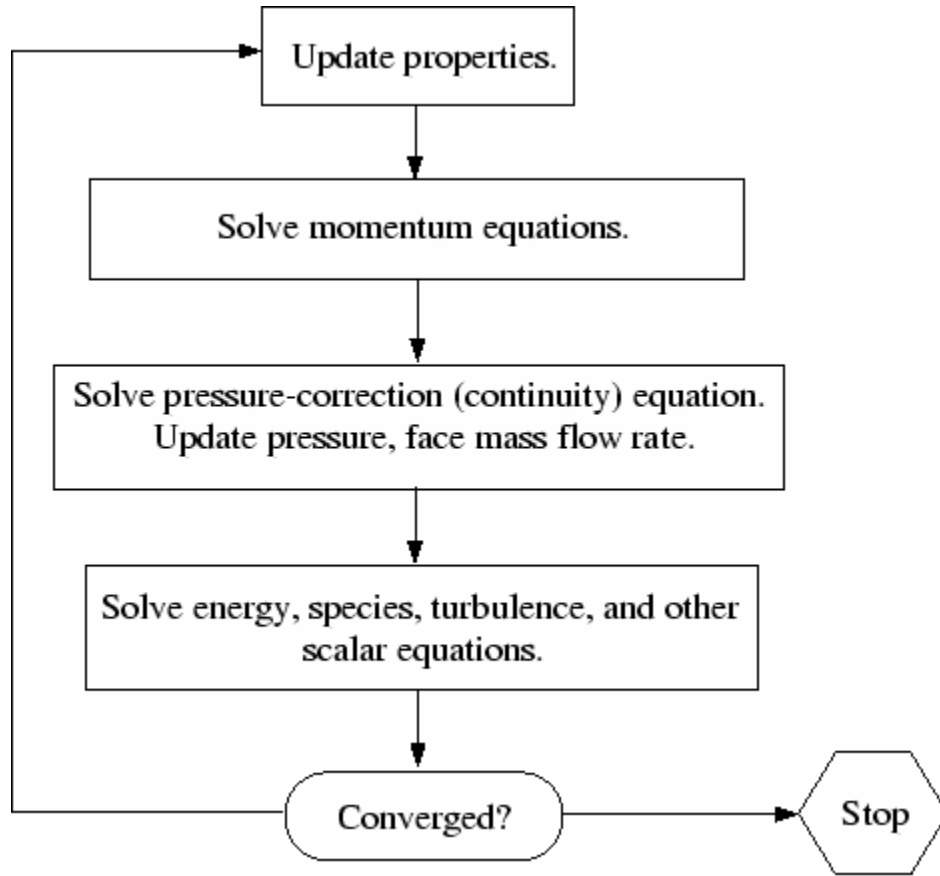 Update properties.
Solve momentum equations.
Solve pressure-correction (continuity) equation.
Update pressure, face mass flow rate.
Solve energy, species, turbulence, and other
scalar equations.
Converged?
Stop